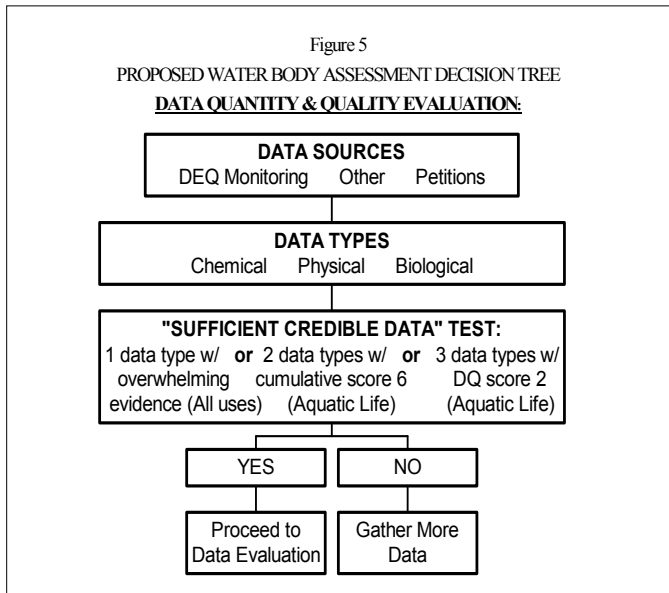 Figure 5
PROPOSED WATER BODY ASSESSMENT DECISION TREE
DATA QUANTITY & QUALITY EVALUATION:
DATA SOURCES
DEQ Monitoring Other Petitions
DATA TYPES
Chemical Physical Biological
"SUFFICIENT CREDIBLE DATA" TEST:
1 data type w/ or 2 data types w/ or 3 data types w/
overwhelming cumulative score 6 DQ score 2
evidence (All uses) (Aquatic Life) (Aquatic Life)
YES NO
Proceed to Gather More
Data Evaluation Data